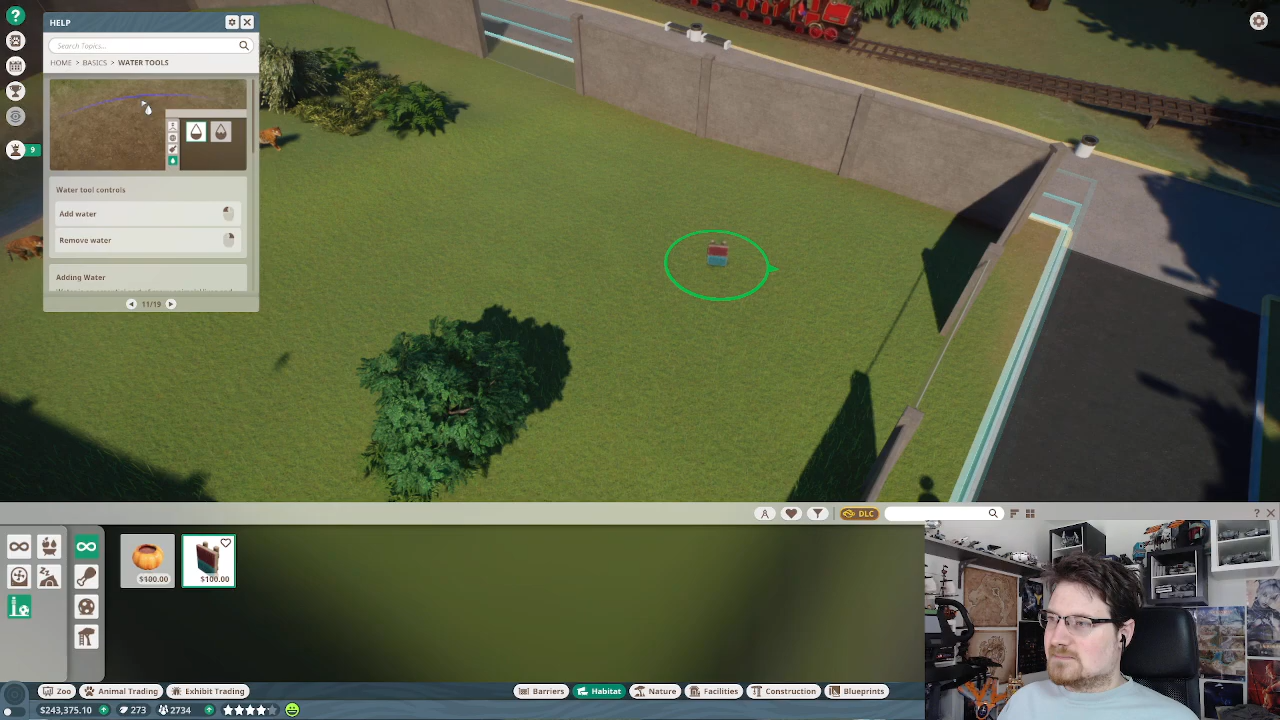 HELP
Search Topics...
HOME > BASICS > WATER TOOLS
Water tool controls
Add water
Remove water
Adding Water
11/19
9
DLC
?
$100.00
$100.00
Zoo
Animal Trading
Exhibit Trading
Barriers
Habitat
Nature
Facilities
Construction
Blueprints
$243,375.10
273
2734